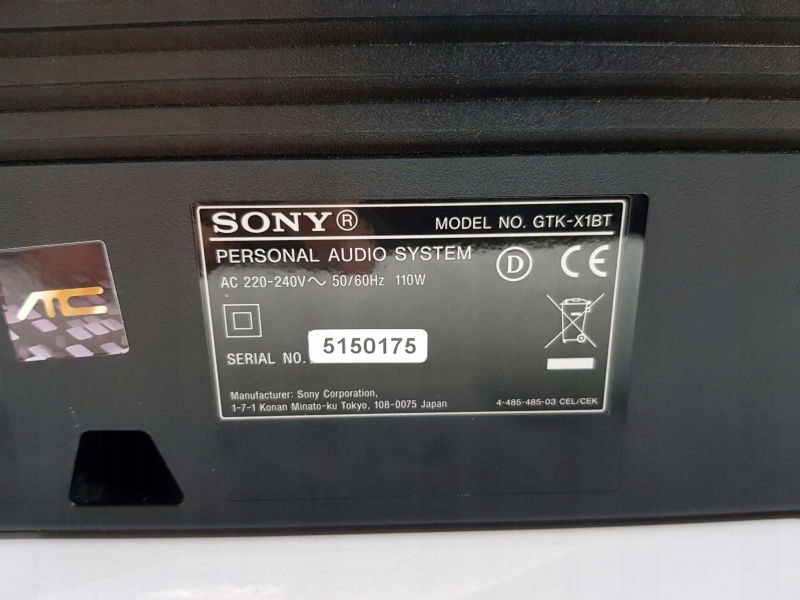 SONY®
MODEL NO. GTK-X1BT
PERSONAL AUDIO SYSTEM
AC 220-240V~ 50/60Hz 110W
D
CE
SERIAL NO. 5150175
Manufacturer: Sony Corporation,
1-7-1 Konan Minato-ku Tokyo, 108-0075 Japan
4-485-485-03 CEL/CEK
ATC